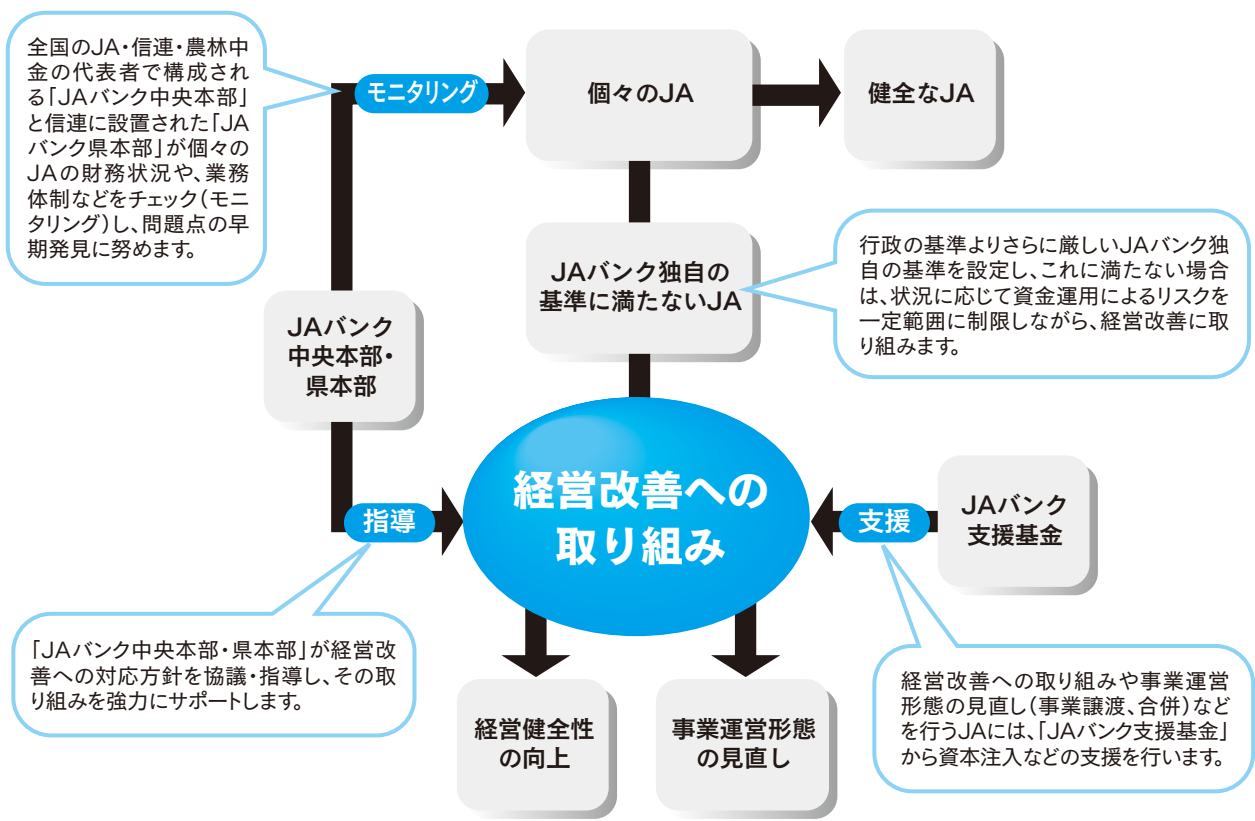 全国のJA・信連・農林中
金の代表者で構成され
る「JAバンク中央本部」
と信連に設置された「JA
バンク県本部」が個々の
JAの財務状況や、業務
体制などをチェック(モニ
タリング)し、問題点の早
期発見に努めます。
モニタリング
個々のJA
健全なJA
JAバンク独自の
基準に満たないJA
行政の基準よりさらに厳しいJAバンク独
自の基準を設定し、これに満たない場合
は、状況に応じて資金運用によるリスクを
一定範囲に制限しながら、経営改善に取
り組みます。
JAバンク
中央本部・
県本部
経営改善への
取り組み
指導
支援
JAバンク
支援基金
「JAバンク中央本部・県本部」が経営改
善への対応方針を協議・指導し、その取
り組みを強力にサポートします。
経営健全性
の向上
事業運営形態
の見直し
経営改善への取り組みや事業運営
形態の見直し(事業譲渡、合併)など
を行うJAには、「JAバンク支援基金」
から資本注入などの支援を行います。